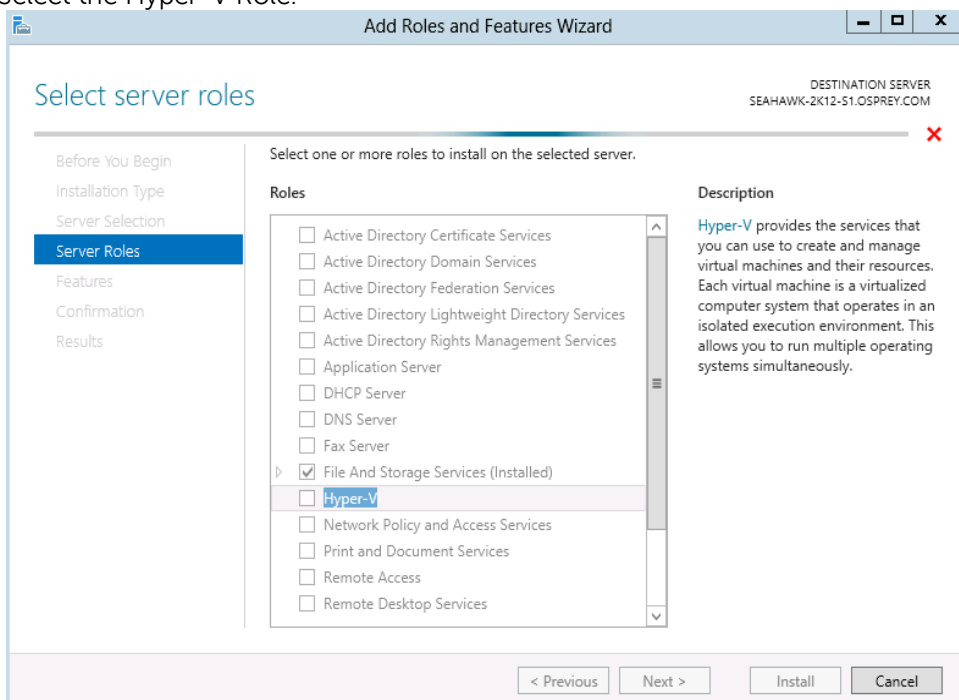 select the Hyper-V Role.
Add Roles and Features Wizard
Select server roles
DESTINATION SERVER
SEAHAWK-2K12-S1.OSPREY.COM
Before You Begin
Installation Type
Server Selection
Server Roles
Features
Confirmation
Results
Select one or more roles to install on the selected server.
Roles
Active Directory Certificate Services
Active Directory Domain Services
Active Directory Federation Services
Active Directory Lightweight Directory Services
Active Directory Rights Management Services
Application Server
DHCP Server
DNS Server
Fax Server
File And Storage Services (Installed)
Hyper-V
Network Policy and Access Services
Print and Document Services
Remote Access
Remote Desktop Services
Description
Hyper-V provides the services that
you can use to create and manage
virtual machines and their resources.
Each virtual machine is a virtualized
computer system that operates in an
isolated execution environment. This
allows you to run multiple operating
systems simultaneously.
< Previous
Next >
Install
Cancel